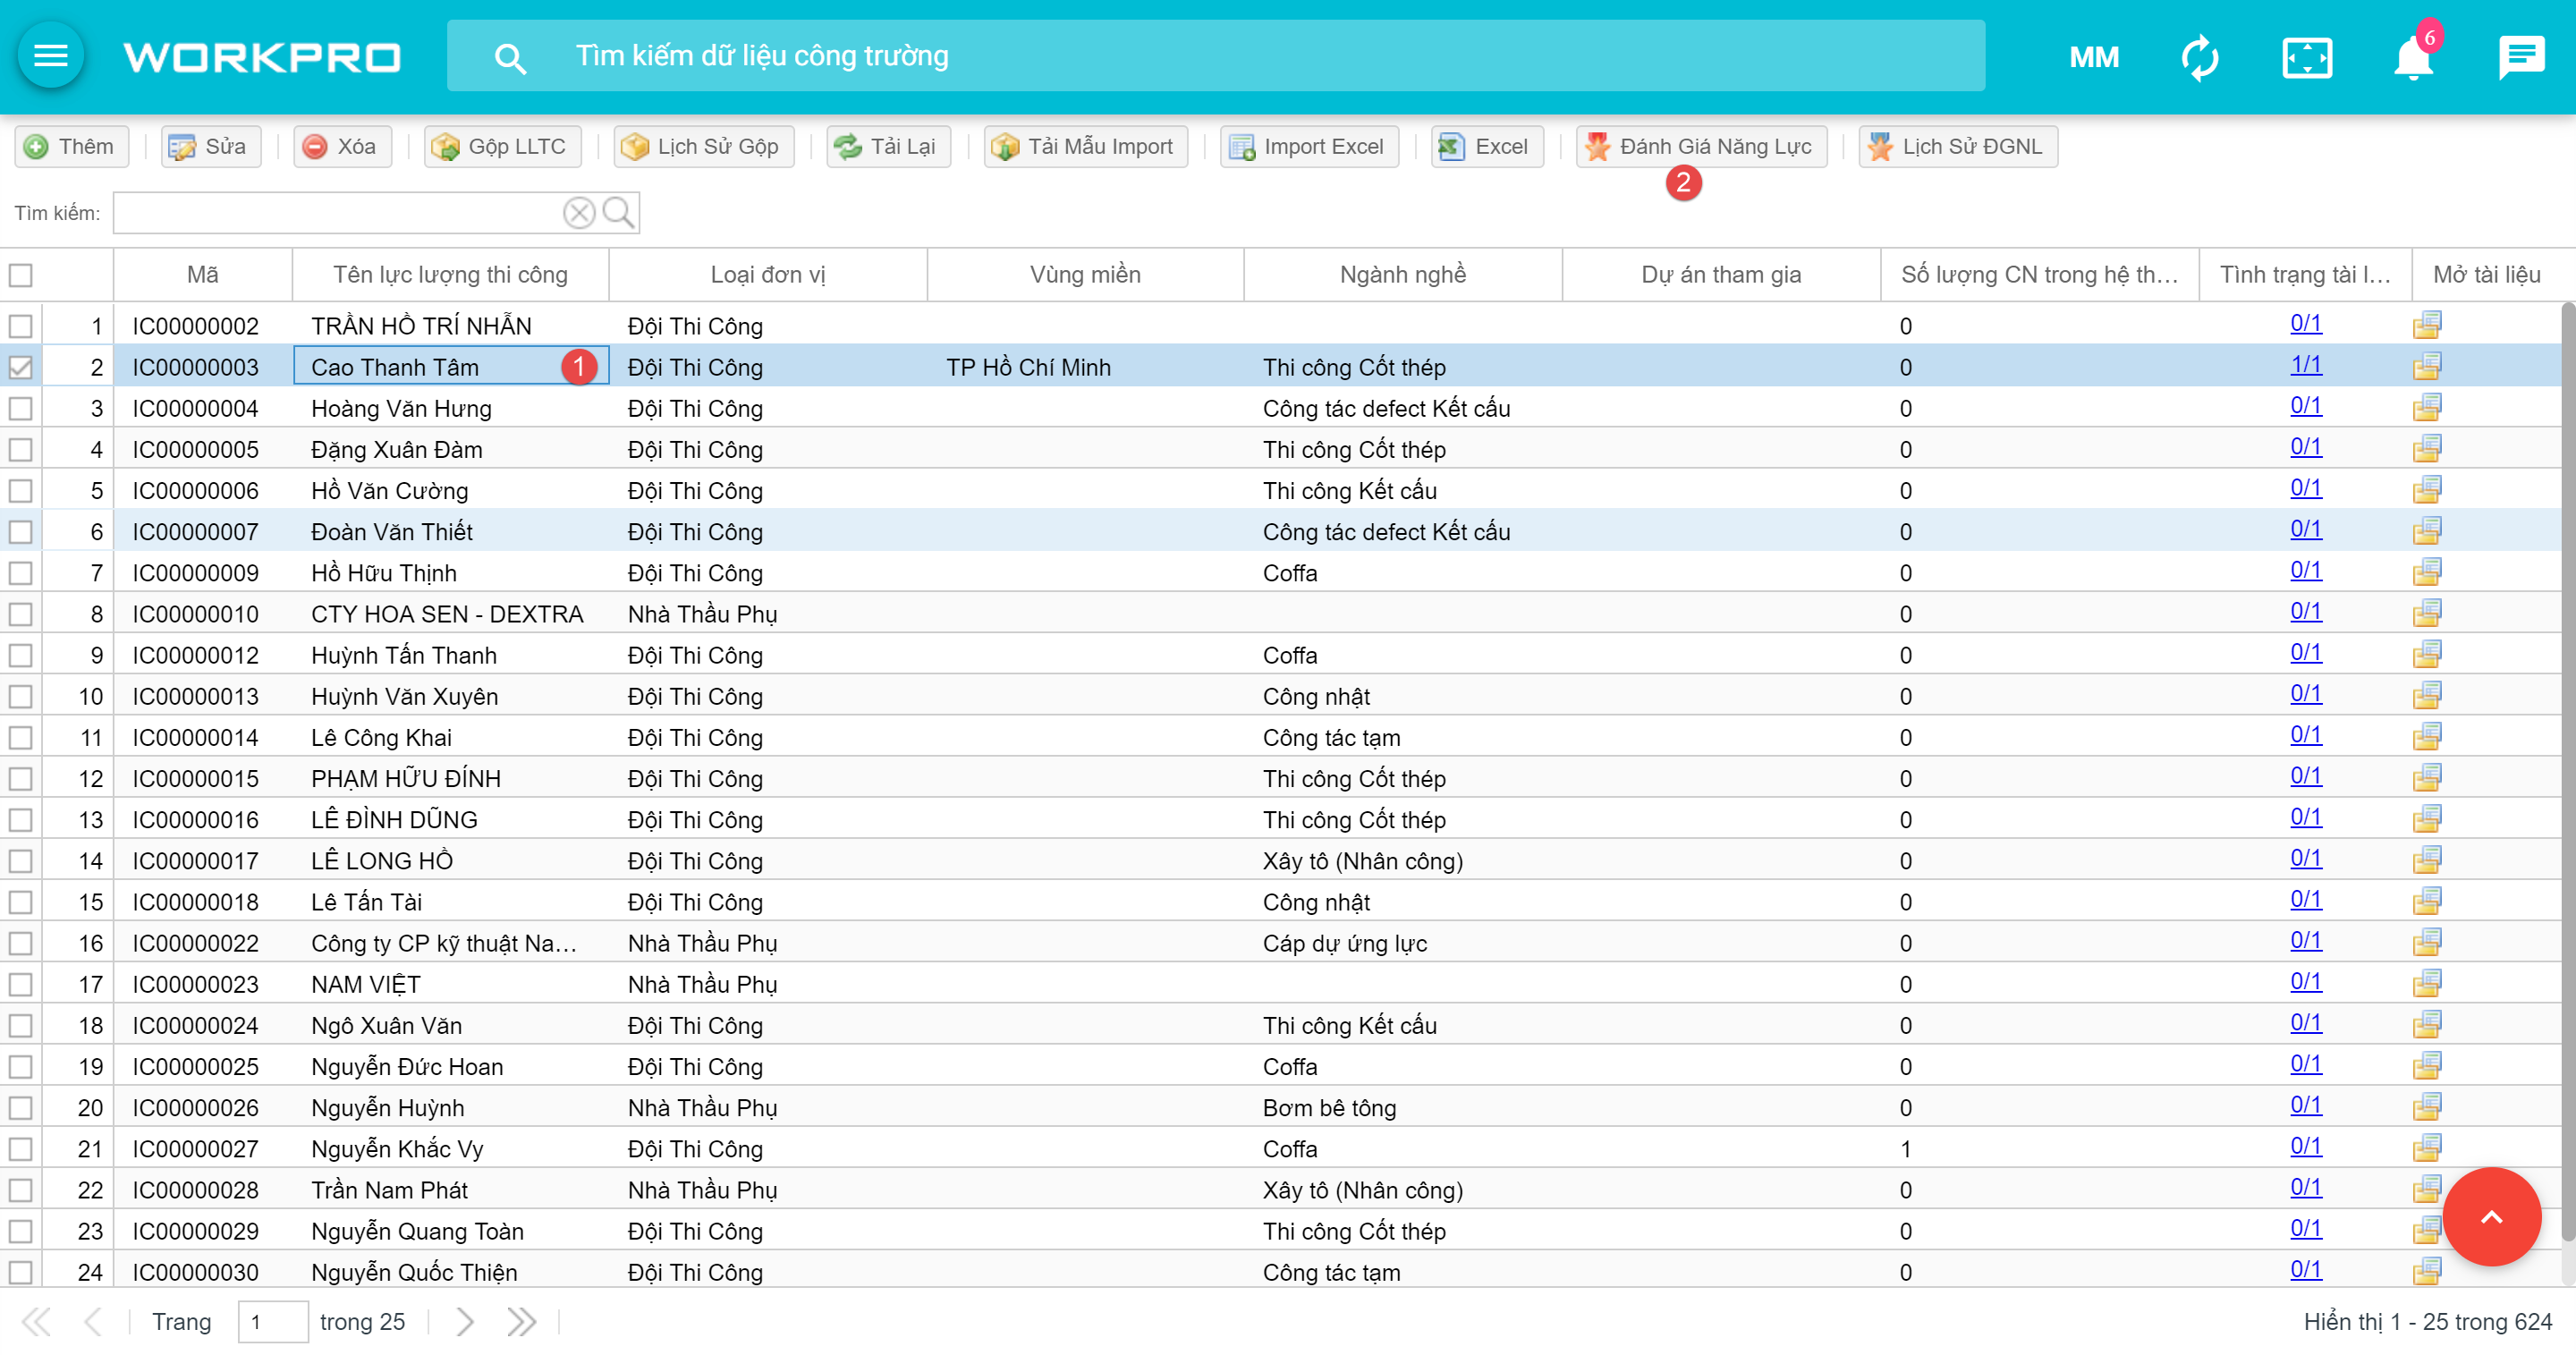 WORKPRO Tìm kiếm dữ liệu công trường MM 6
Thêm Sửa Xóa Gộp LLTC Lịch Sử Gộp Tải Lại Tải Mẫu Import Import Excel Excel Đánh Giá Năng Lực Lịch Sử ĐGNL
2
Tìm kiếm:
Mã Tên lực lượng thi công Loại đơn vị Vùng miền Ngành nghề Dự án tham gia Số lượng CN trong hệ th... Tình trạng tài l... Mở tài liệu
1 IC00000002 TRẦN HỒ TRÍ NHẪN Đội Thi Công 0 0/1
2 IC00000003 Cao Thanh Tâm 1 Đội Thi Công TP Hồ Chí Minh Thi công Cốt thép 0 1/1
3 IC00000004 Hoàng Văn Hưng Đội Thi Công Công tác defect Kết cấu 0 0/1
4 IC00000005 Đặng Xuân Đàm Đội Thi Công Thi công Cốt thép 0 0/1
5 IC00000006 Hồ Văn Cường Đội Thi Công Thi công Kết cấu 0 0/1
6 IC00000007 Đoàn Văn Thiết Đội Thi Công Công tác defect Kết cấu 0 0/1
7 IC00000009 Hồ Hữu Thịnh Đội Thi Công Coffa 0 0/1
8 IC00000010 CTY HOA SEN - DEXTRA Nhà Thầu Phụ 0 0/1
9 IC00000012 Huỳnh Tấn Thanh Đội Thi Công Coffa 0 0/1
10 IC00000013 Huỳnh Văn Xuyên Đội Thi Công Công nhật 0 0/1
11 IC00000014 Lê Công Khai Đội Thi Công Công tác tạm 0 0/1
12 IC00000015 PHẠM HỮU ĐÍNH Đội Thi Công Thi công Cốt thép 0 0/1
13 IC00000016 LÊ ĐÌNH DŨNG Đội Thi Công Thi công Cốt thép 0 0/1
14 IC00000017 LÊ LONG HỒ Đội Thi Công Xây tô (Nhân công) 0 0/1
15 IC00000018 Lê Tấn Tài Đội Thi Công Công nhật 0 0/1
16 IC00000022 Công ty CP kỹ thuật Na... Nhà Thầu Phụ Cáp dự ứng lực 0 0/1
17 IC00000023 NAM VIỆT Nhà Thầu Phụ 0 0/1
18 IC00000024 Ngô Xuân Văn Đội Thi Công Thi công Kết cấu 0 0/1
19 IC00000025 Nguyễn Đức Hoan Đội Thi Công Coffa 0 0/1
20 IC00000026 Nguyễn Huỳnh Nhà Thầu Phụ Bơm bê tông 0 0/1
21 IC00000027 Nguyễn Khắc Vy Đội Thi Công Coffa 1 0/1
22 IC00000028 Trần Nam Phát Nhà Thầu Phụ Xây tô (Nhân công) 0 0/1
23 IC00000029 Nguyễn Quang Toàn Đội Thi Công Thi công Cốt thép 0 0/1
24 IC00000030 Nguyễn Quốc Thiện Đội Thi Công Công tác tạm 0 0/1
Trang 1 trong 25 Hiển thị 1 - 25 trong 624